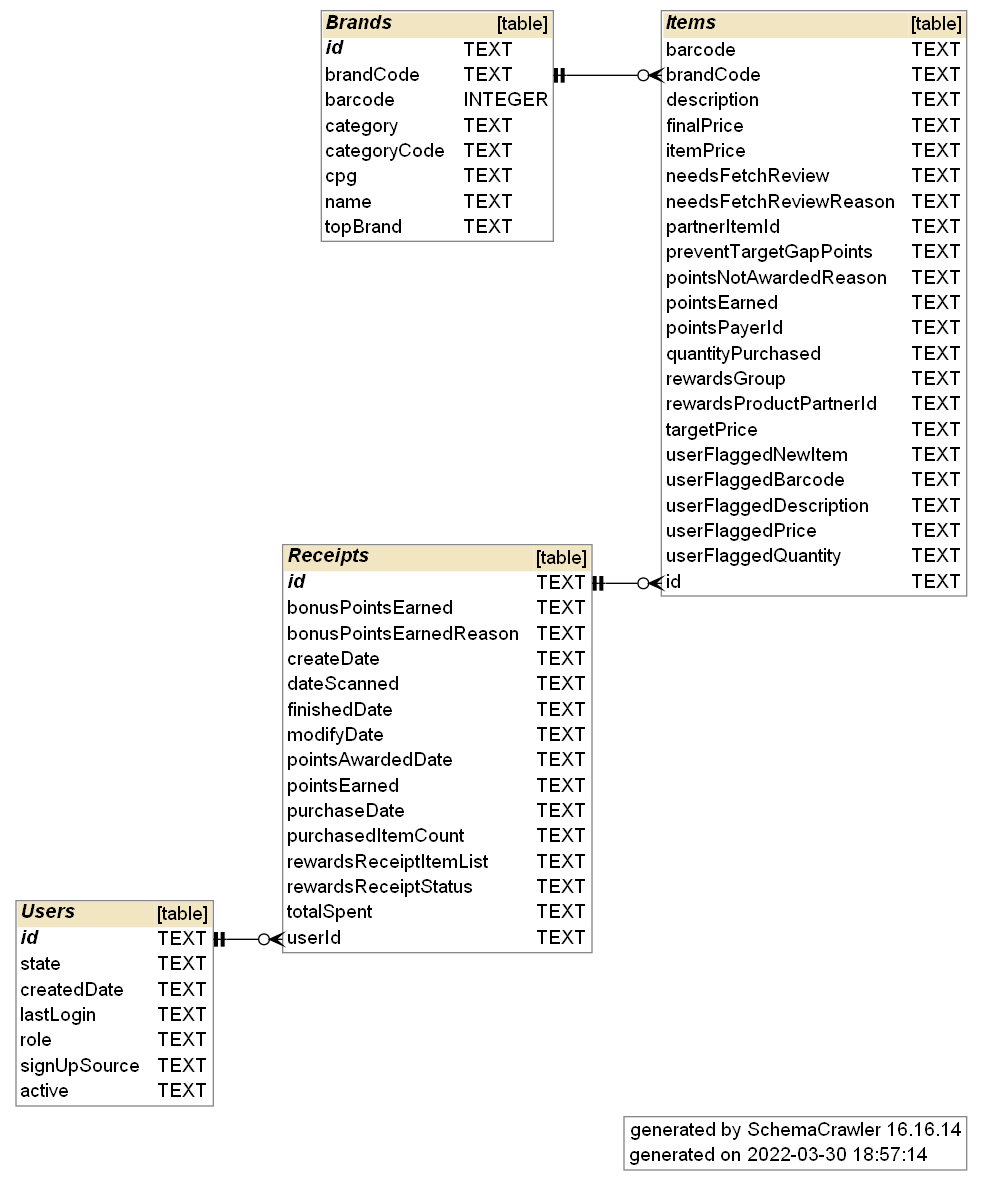 Brands [table]
id TEXT
brandCode TEXT
barcode INTEGER
category TEXT
categoryCode TEXT
cpg TEXT
name TEXT
topBrand TEXT
Items [table]
barcode TEXT
brandCode TEXT
description TEXT
finalPrice TEXT
itemPrice TEXT
needsFetchReview TEXT
needsFetchReviewReason TEXT
partnerItemId TEXT
preventTargetGapPoints TEXT
pointsNotAwardedReason TEXT
pointsEarned TEXT
pointsPayerId TEXT
quantityPurchased TEXT
rewardsGroup TEXT
rewardsProductPartnerId TEXT
targetPrice TEXT
userFlaggedNewItem TEXT
userFlaggedBarcode TEXT
userFlaggedDescription TEXT
userFlaggedPrice TEXT
userFlaggedQuantity TEXT
id TEXT
Receipts [table]
id TEXT
bonusPointsEarned TEXT
bonusPointsEarnedReason TEXT
createDate TEXT
dateScanned TEXT
finishedDate TEXT
modifyDate TEXT
pointsAwardedDate TEXT
pointsEarned TEXT
purchaseDate TEXT
purchasedItemCount TEXT
rewardsReceiptItemList TEXT
rewardsReceiptStatus TEXT
totalSpent TEXT
userId TEXT
Users [table]
id TEXT
state TEXT
createdDate TEXT
lastLogin TEXT
role TEXT
signUpSource TEXT
active TEXT
generated by SchemaCrawler 16.16.14
generated on 2022-03-30 18:57:14